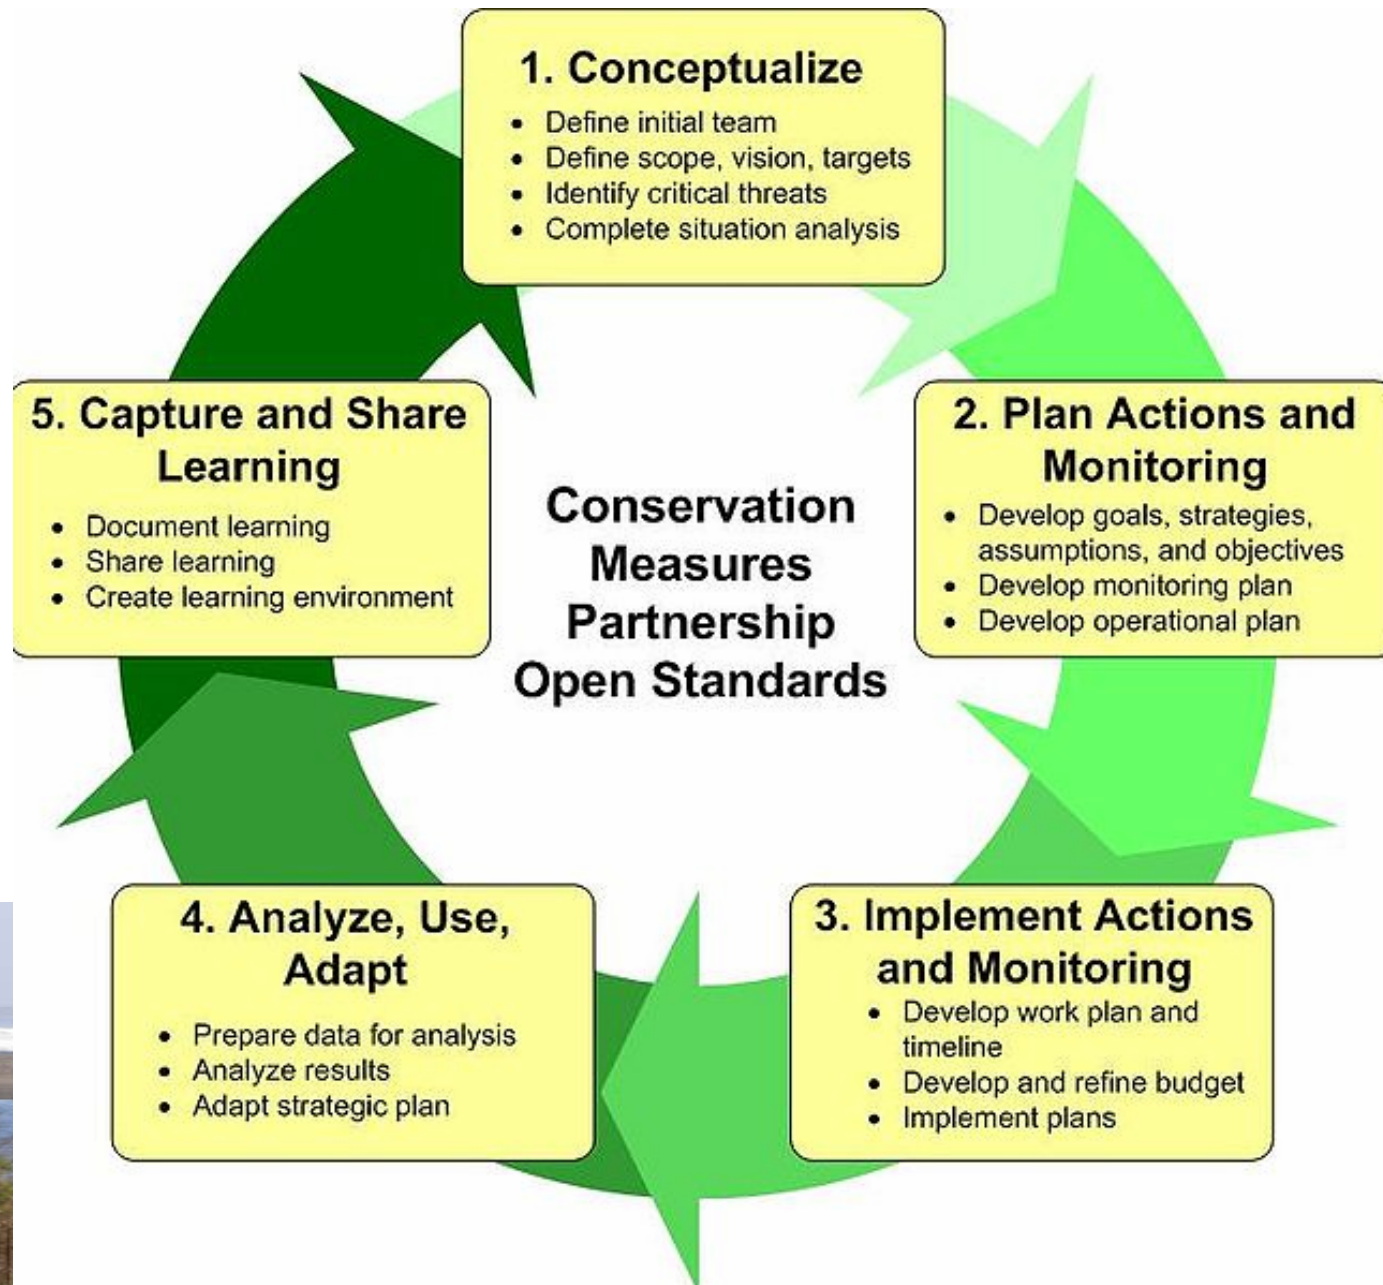 1. Conceptualize
• Define initial team
• Define scope, vision, targets
• Identify critical threats
• Complete situation analysis
2. Plan Actions and
Monitoring
• Develop goals, strategies,
assumptions, and objectives
• Develop monitoring plan
• Develop operational plan
3. Implement Actions
and Monitoring
• Develop work plan and
timeline
• Develop and refine budget
• Implement plans
4. Analyze, Use,
Adapt
• Prepare data for analysis
• Analyze results
• Adapt strategic plan
5. Capture and Share
Learning
• Document learning
• Share learning
• Create learning environment
Conservation
Measures
Partnership
Open Standards